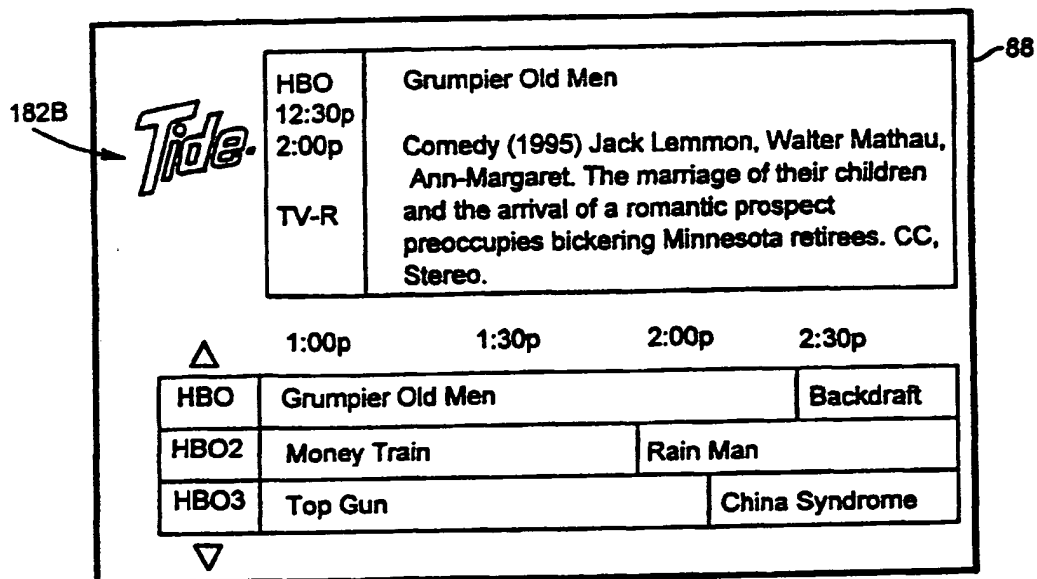 88
182B
Tide.
HBO
12:30p
2:00p
TV-R
Grumpier Old Men
Comedy (1995) Jack Lemmon, Walter Mathau,
Ann-Margaret. The marriage of their children
and the arrival of a romantic prospect
preoccupies bickering Minnesota retirees. CC,
Stereo.
1:00p 1:30p 2:00p 2:30p
HBO Grumpier Old Men Backdraft
HBO2 Money Train Rain Man
HBO3 Top Gun China Syndrome